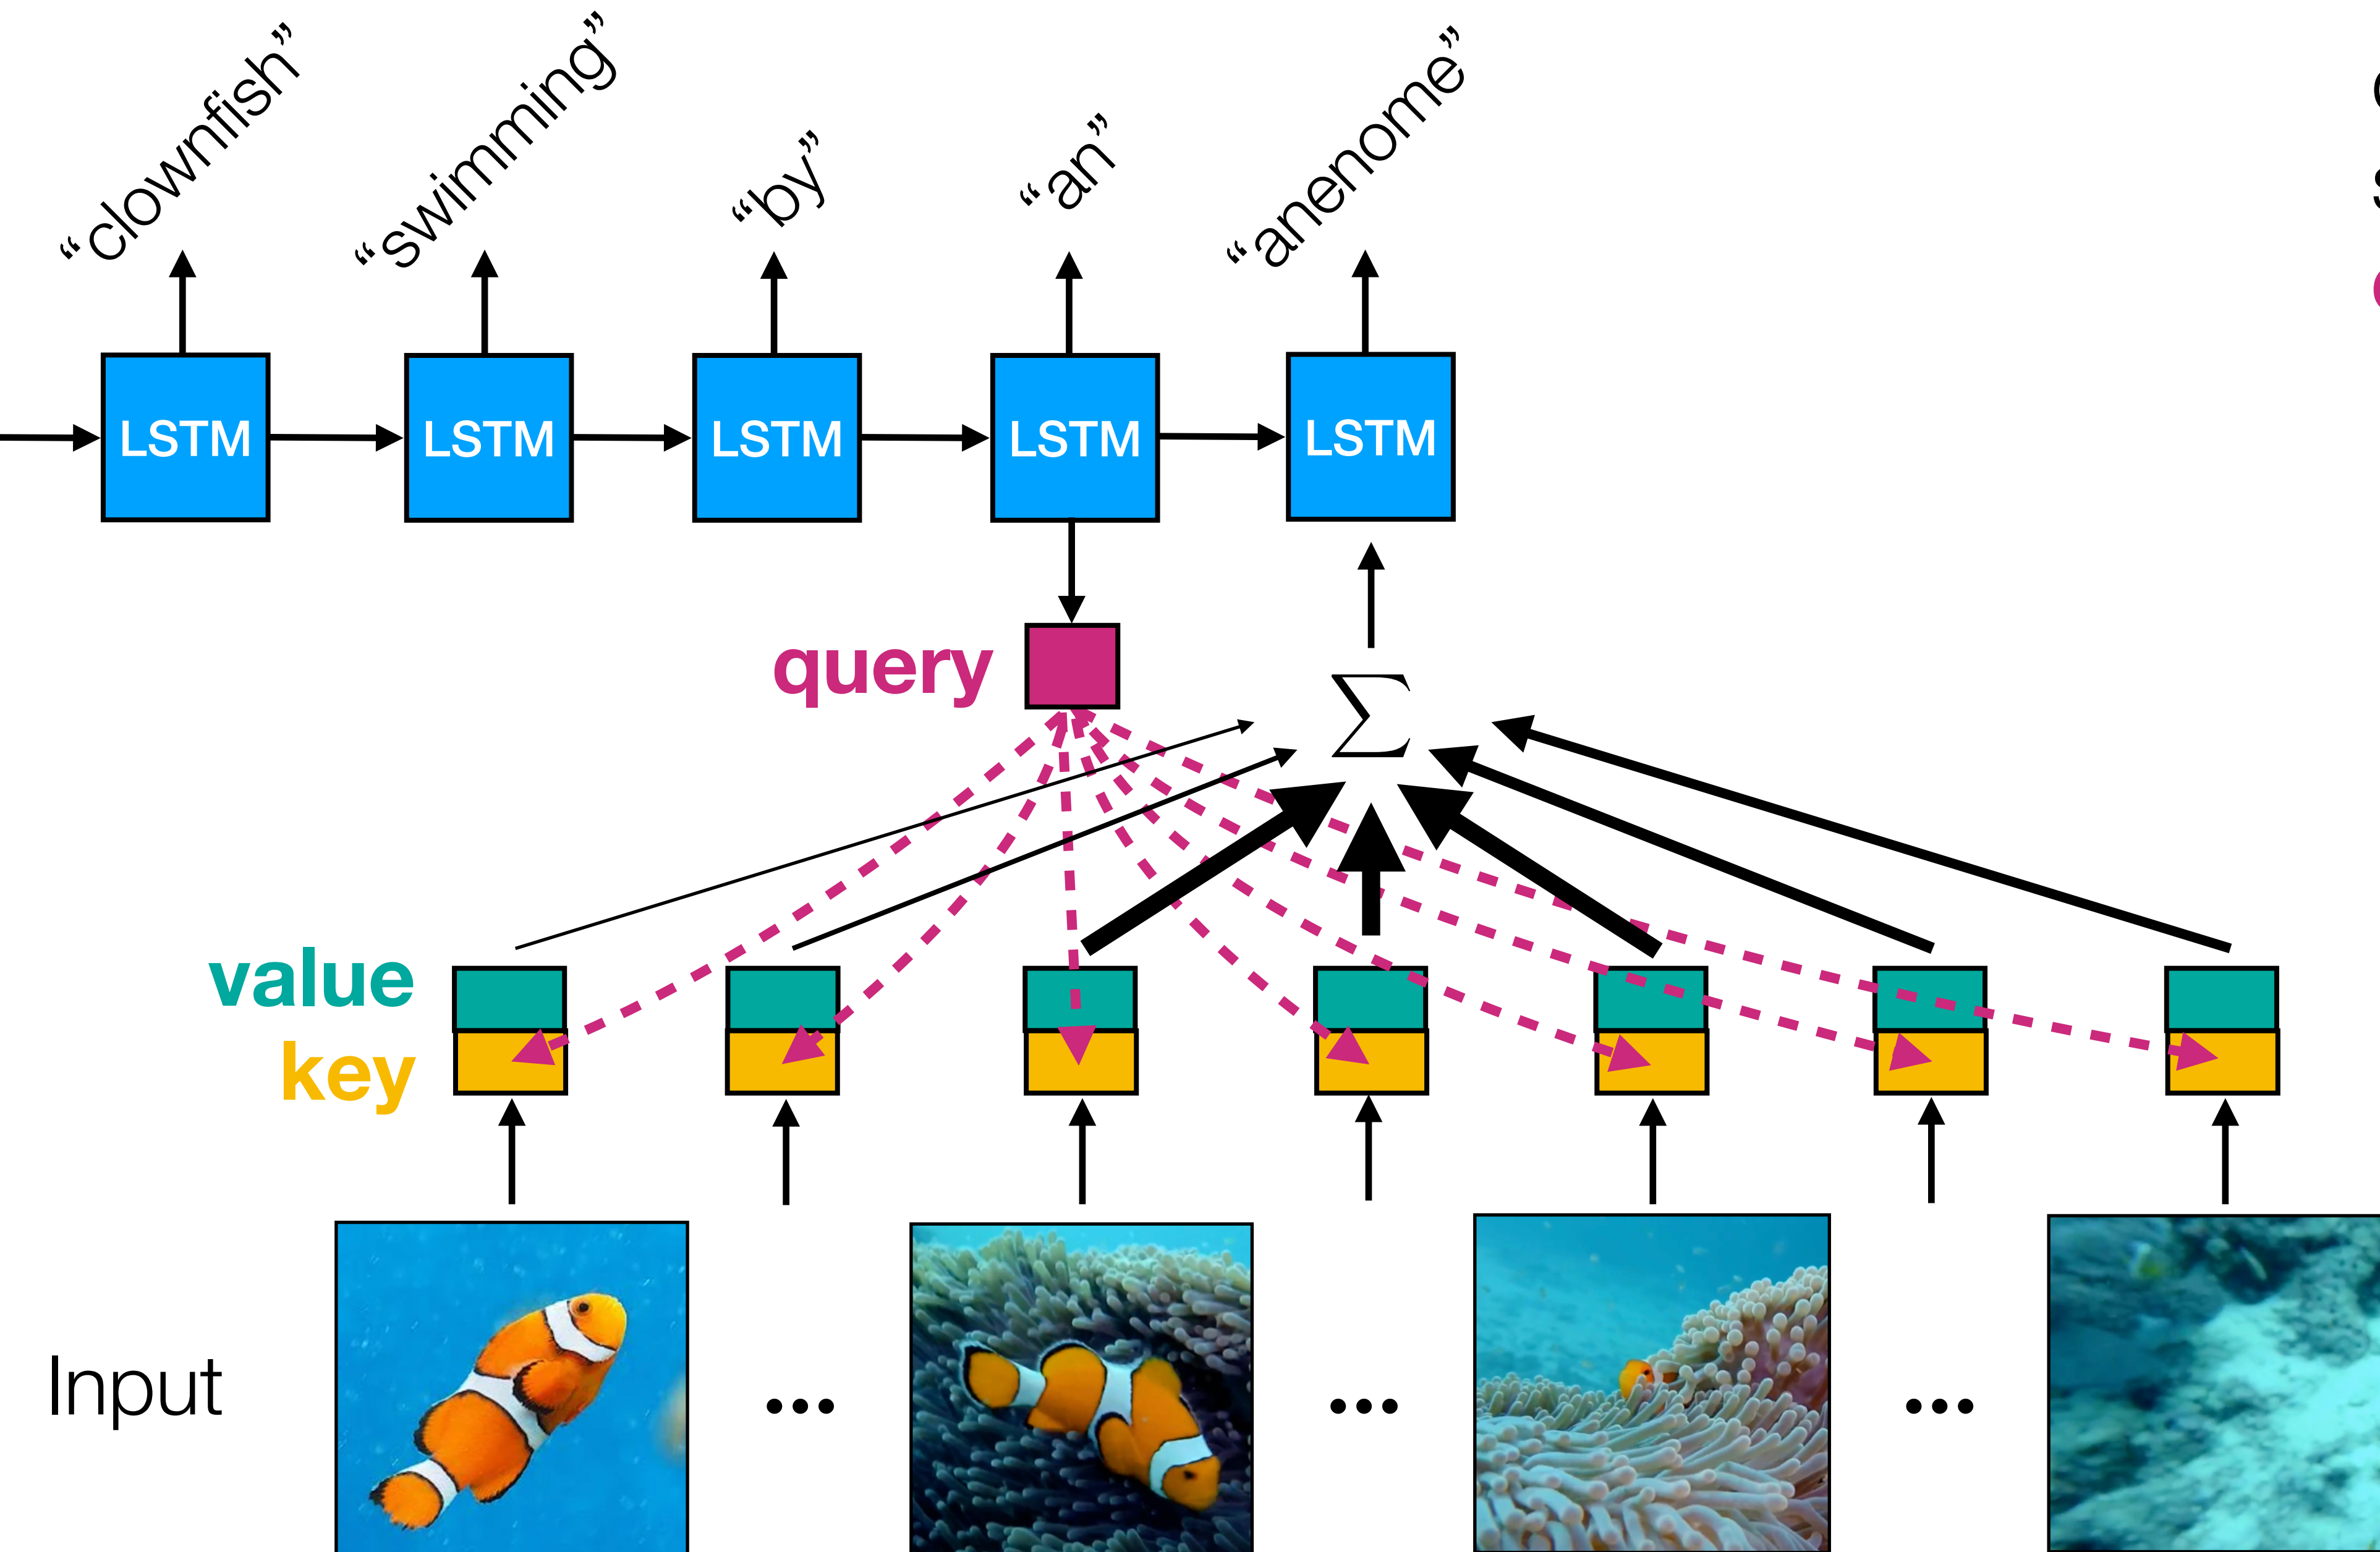 “clownfish”
“swimming”
“by”
“an”
“anenome”
LSTM
LSTM
LSTM
LSTM
LSTM
query
∑
value
key
Input
...
...
...